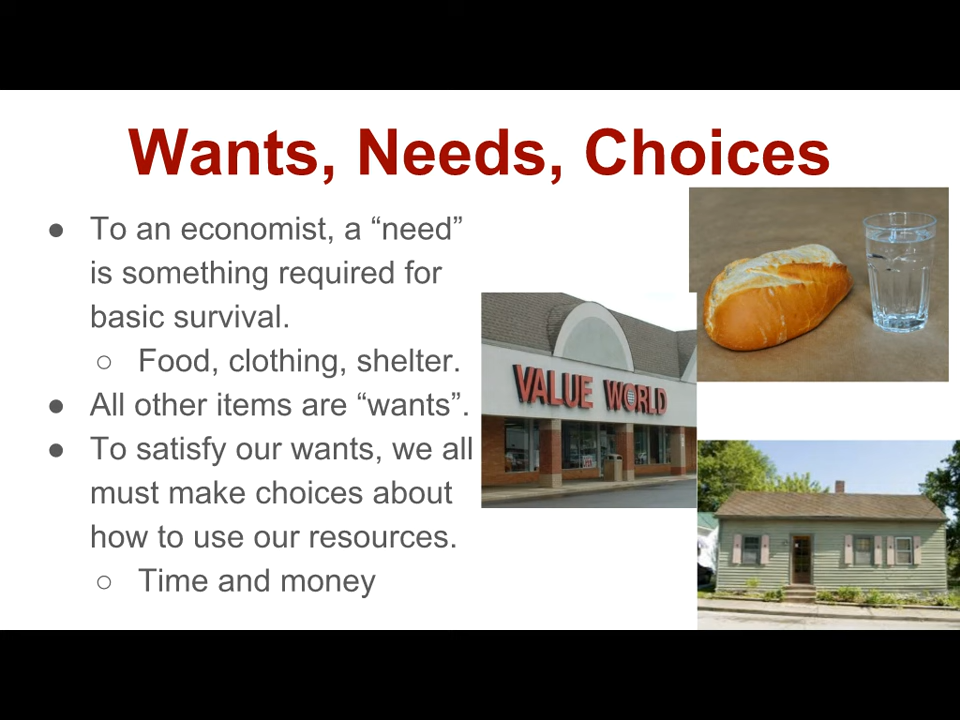 Wants, Needs, Choices
● To an economist, a “need”
is something required for
basic survival.
○ Food, clothing, shelter.
● All other items are “wants”.
● To satisfy our wants, we all
must make choices about
how to use our resources.
○ Time and money
VALUE WORLD